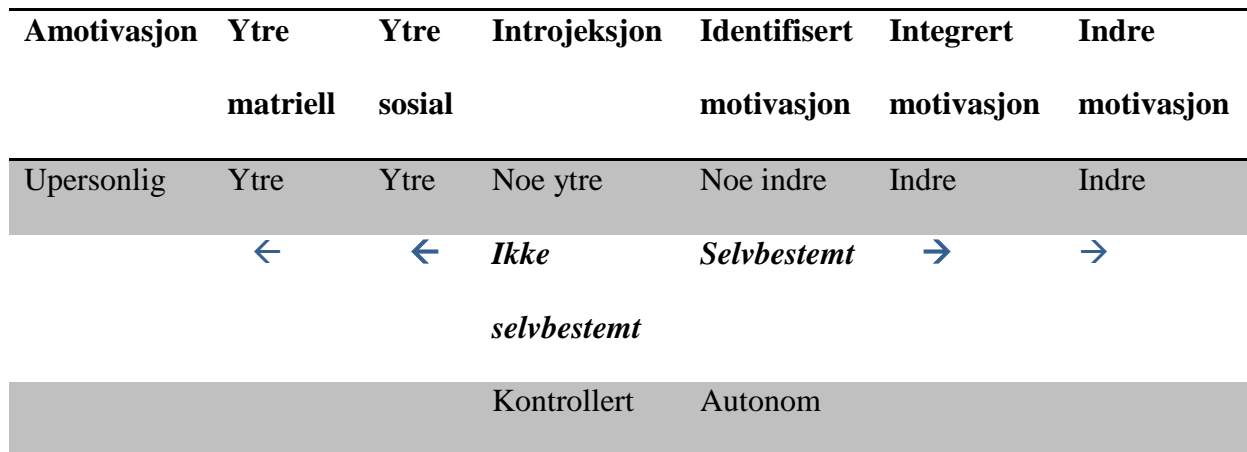 Amotivasjon Ytre Ytre Introjeksjon Identifisert Integrert Indre
matriell sosial motivasjon motivasjon motivasjon
Upersonlig Ytre Ytre Noe ytre Noe indre Indre Indre
← ← Ikke Selvbestemt → →
selvbestemt
Kontrollert Autonom